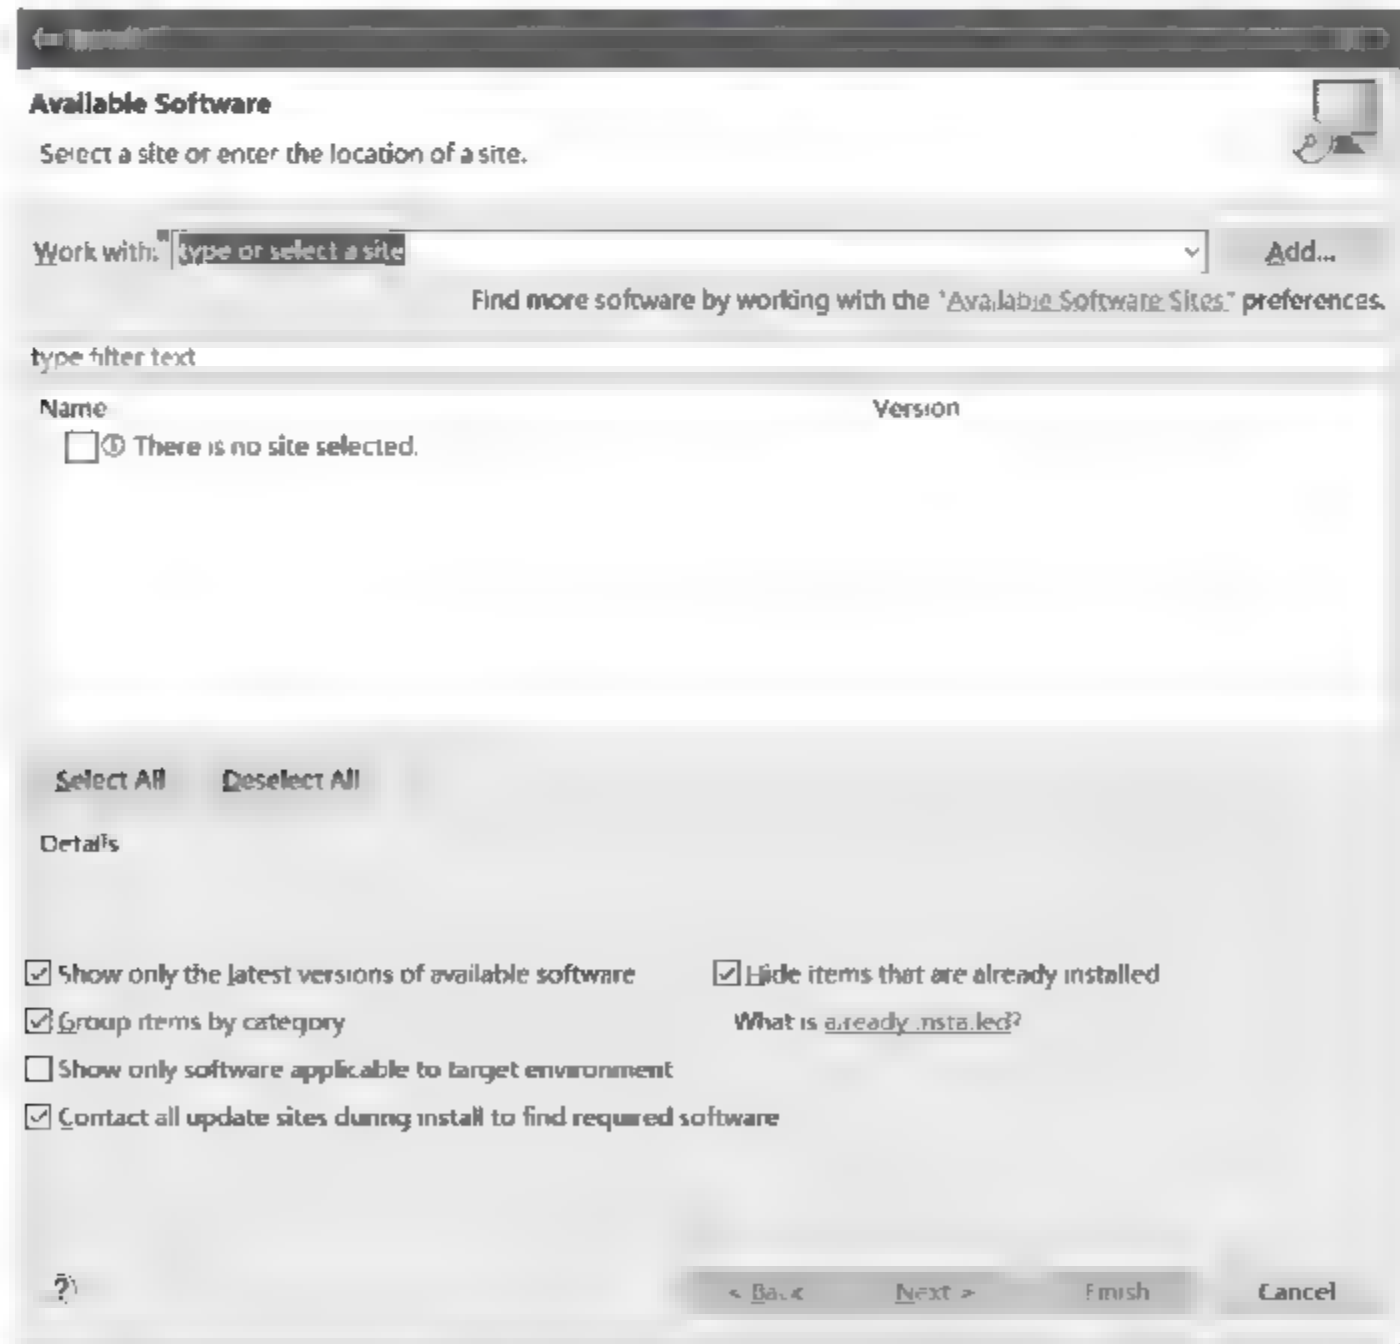 Available Software
Select a site or enter the location of a site.
Work with: type or select a site Add...
Find more software by working with the "Available Software Sites" preferences.
type filter text
Name Version
There is no site selected.
Select All Deselect All
Details
Show only the latest versions of available software Hide items that are already installed
Group items by category What is already installed?
Show only software applicable to target environment
Contact all update sites during install to find required software
? < Back Next > Finish Cancel